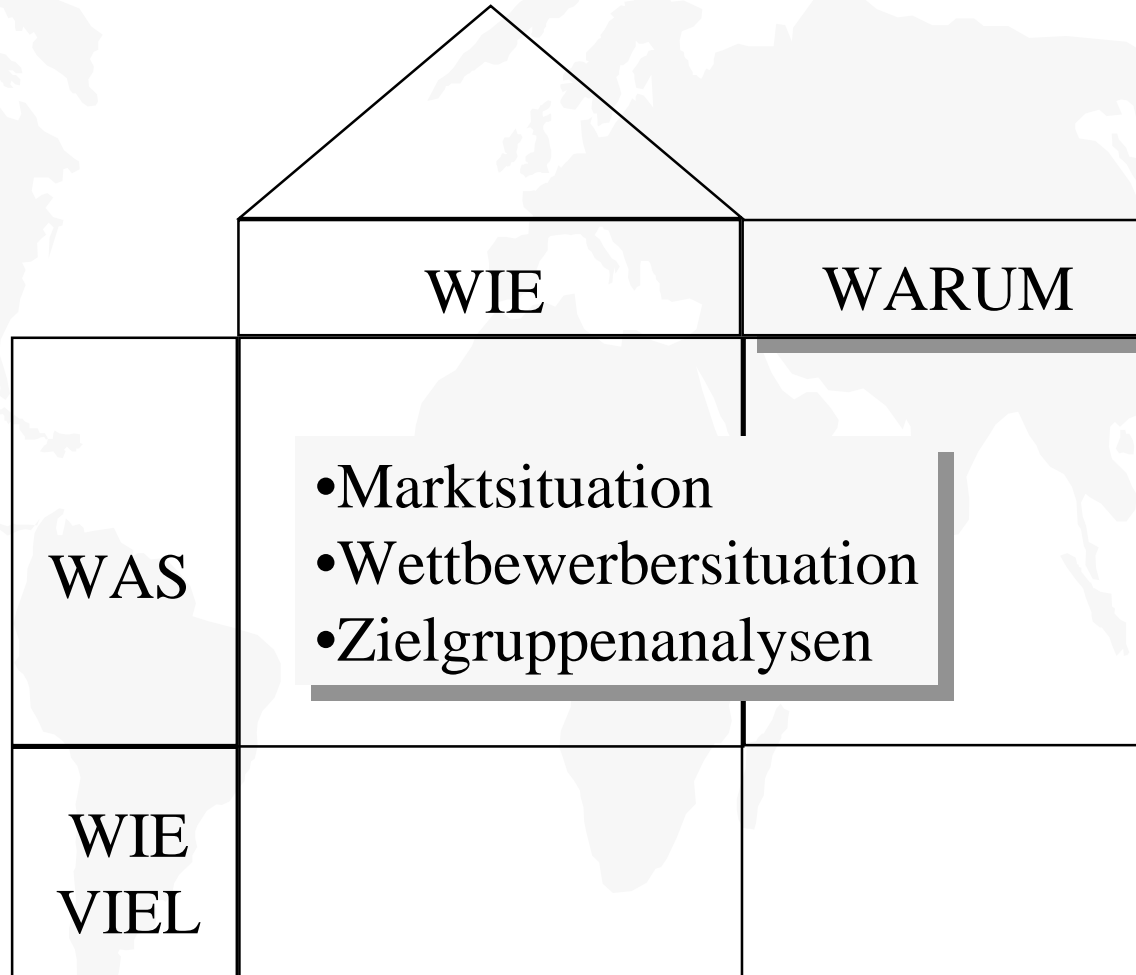 WIE
WARUM
•Marktsituation
•Wettbewerbersituation
•Zielgruppenanalysen
WAS
WIE
VIEL